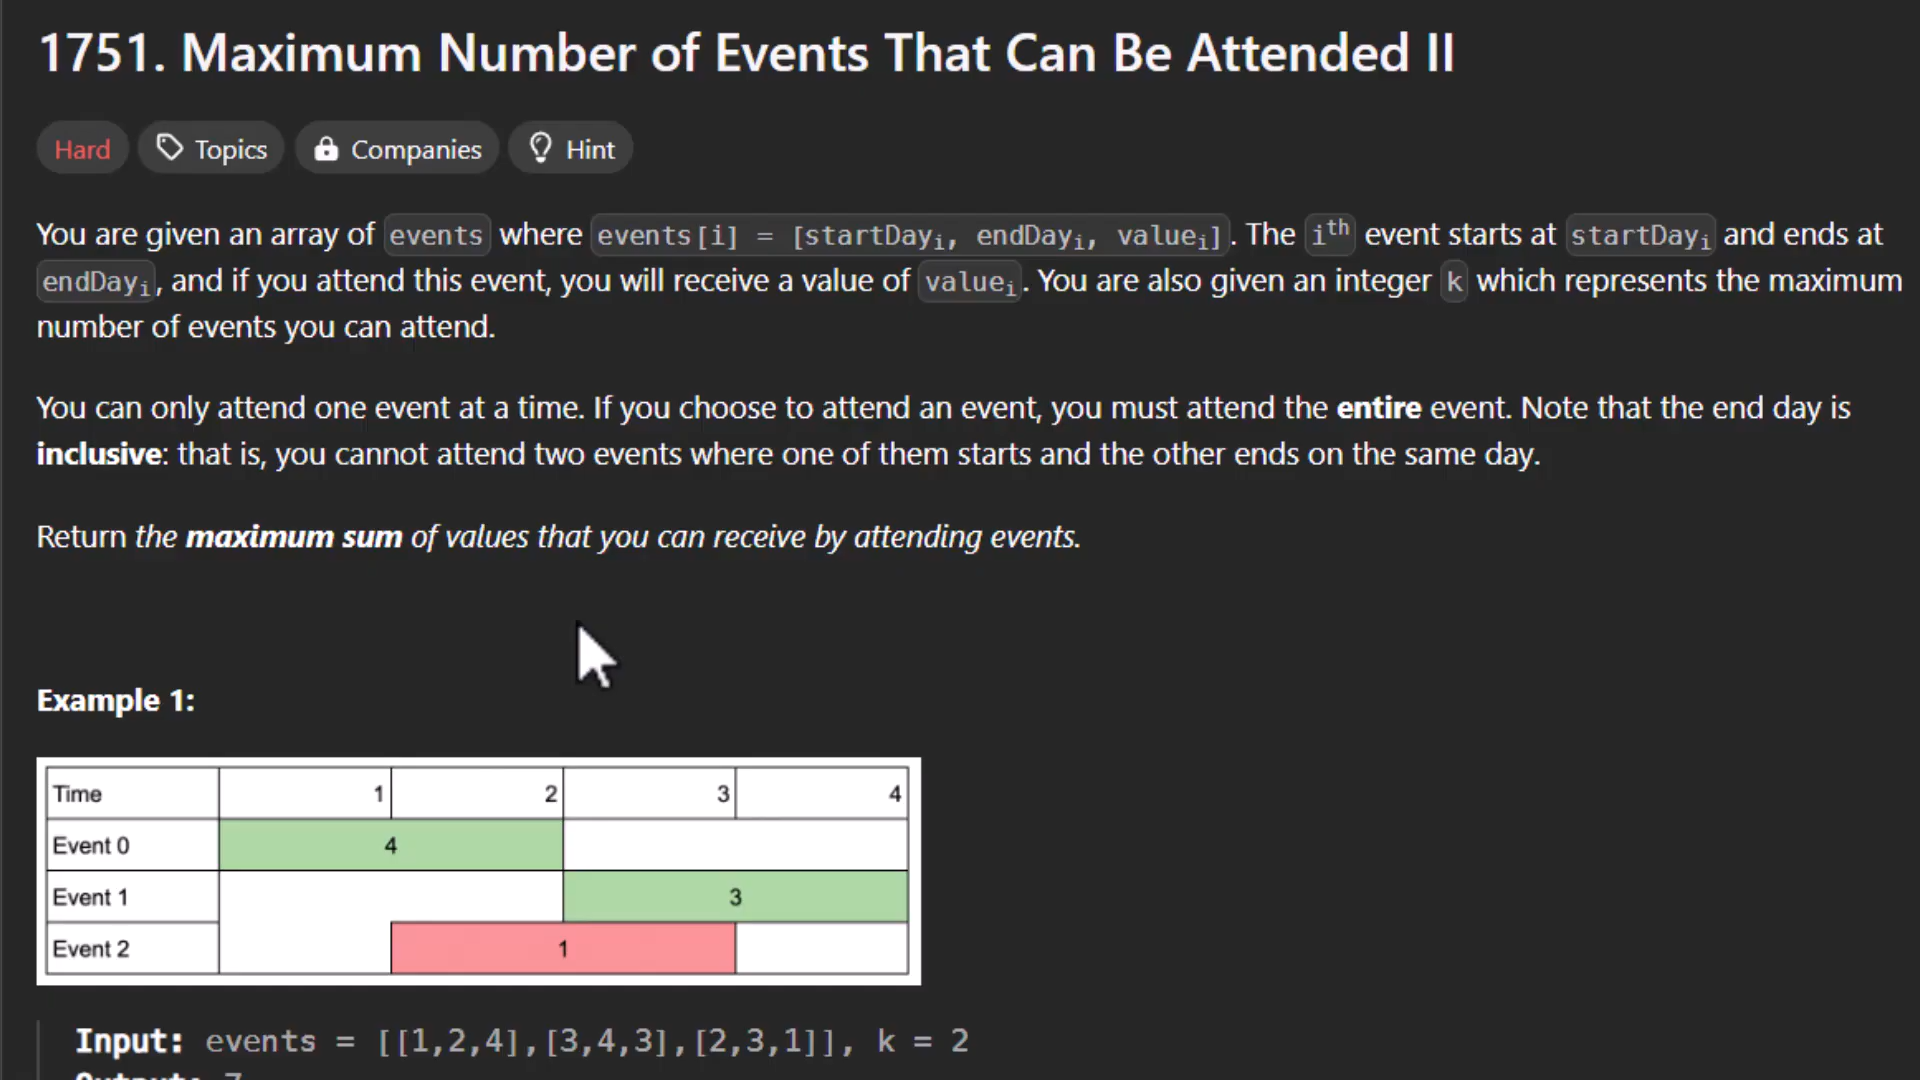 1751. Maximum Number of Events That Can Be Attended II
Hard Topics Companies Hint
You are given an array of events where events[i] = [startDayᵢ, endDayᵢ, valueᵢ]. The iᵗʰ event starts at startDayᵢ and ends at
endDayᵢ, and if you attend this event, you will receive a value of valueᵢ. You are also given an integer k which represents the maximum
number of events you can attend.
You can only attend one event at a time. If you choose to attend an event, you must attend the entire event. Note that the end day is
inclusive: that is, you cannot attend two events where one of them starts and the other ends on the same day.
Return the maximum sum of values that you can receive by attending events.
Example 1:
Time 1 2 3 4
Event 0 4
Event 1 3
Event 2 1
Input: events = [[1,2,4],[3,4,3],[2,3,1]], k = 2
Output: 7